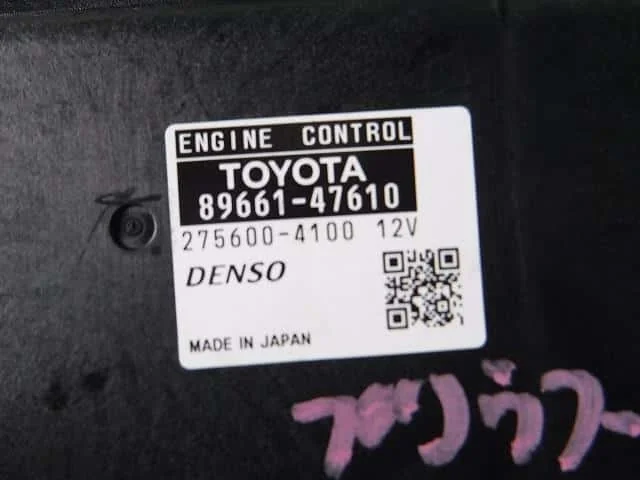 ENGINE CONTROL
TOYOTA
89661-47610
275600-4100 12V
DENSO
MADE IN JAPAN
プリウス